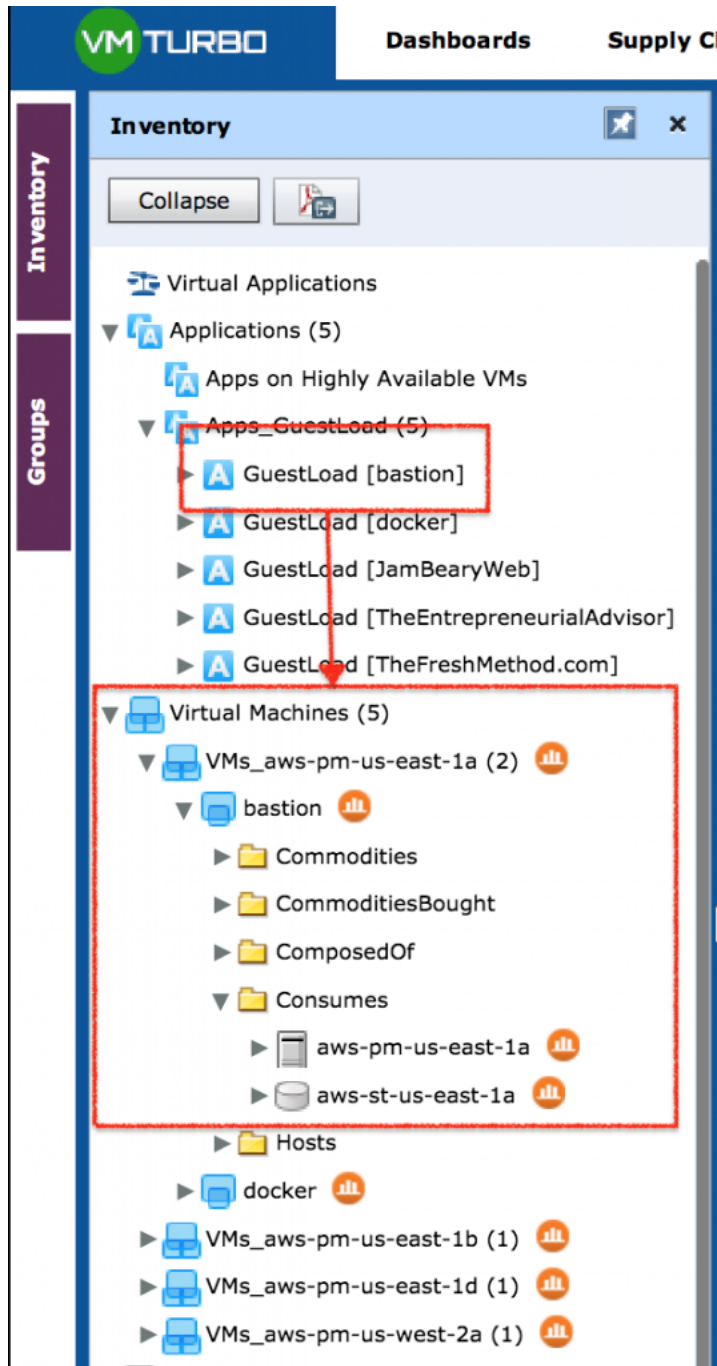 VMTURBO
Dashboards
Inventory
Groups
Inventory
Collapse
Virtual Applications
Applications (5)
Apps on Highly Available VMs
Apps_GuestLoad (5)
GuestLoad [bastion]
GuestLoad [docker]
GuestLoad [JamBearyWeb]
GuestLoad [TheEntrepreneurialAdvisor]
GuestLoad [TheFreshMethod.com]
Virtual Machines (5)
VMs_aws-pm-us-east-1a (2)
bastion
Commodities
CommoditiesBought
ComposedOf
Consumes
aws-pm-us-east-1a
aws-st-us-east-1a
Hosts
docker
VMs_aws-pm-us-east-1b (1)
VMs_aws-pm-us-east-1d (1)
VMs_aws-pm-us-west-2a (1)